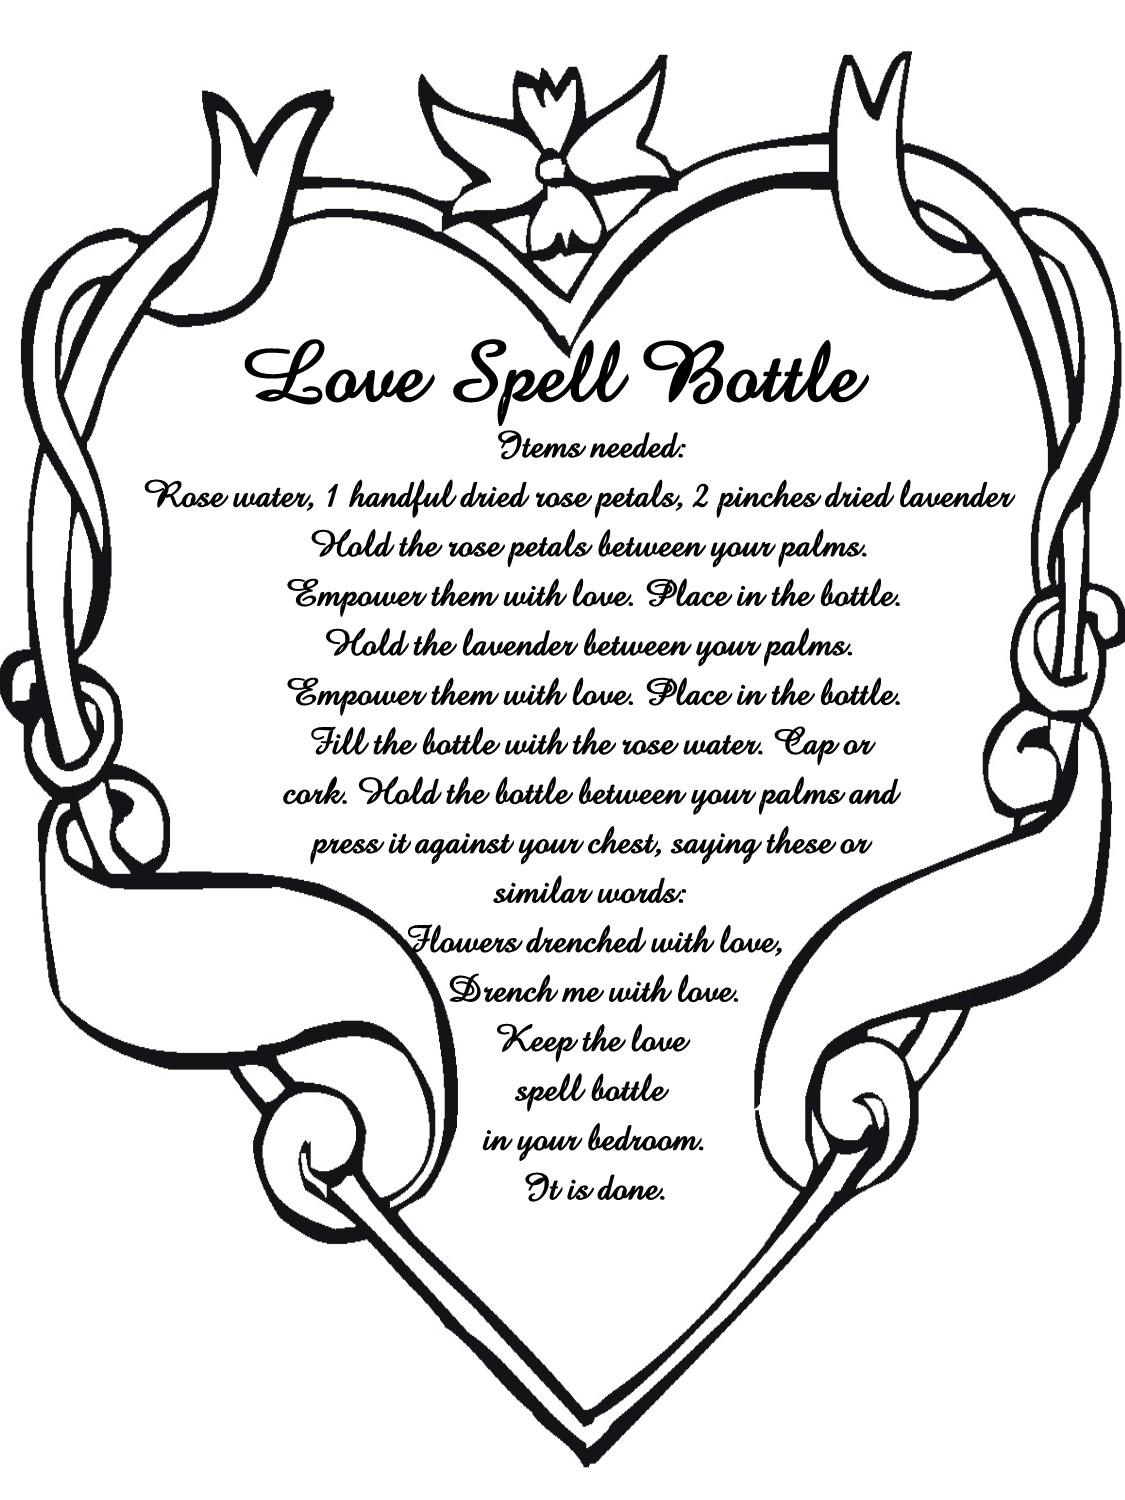 Love Spell Bottle
Items needed:
Rose water, 1 handful dried rose petals, 2 pinches dried lavender
Hold the rose petals between your palms.
Empower them with love. Place in the bottle.
Hold the lavender between your palms.
Empower them with love. Place in the bottle.
Fill the bottle with the rose water. Cap or
cork. Hold the bottle between your palms and
press it against your chest, saying these or
similar words:
Flowers drenched with love,
Drench me with love.
Keep the love
spell bottle
in your bedroom.
It is done.